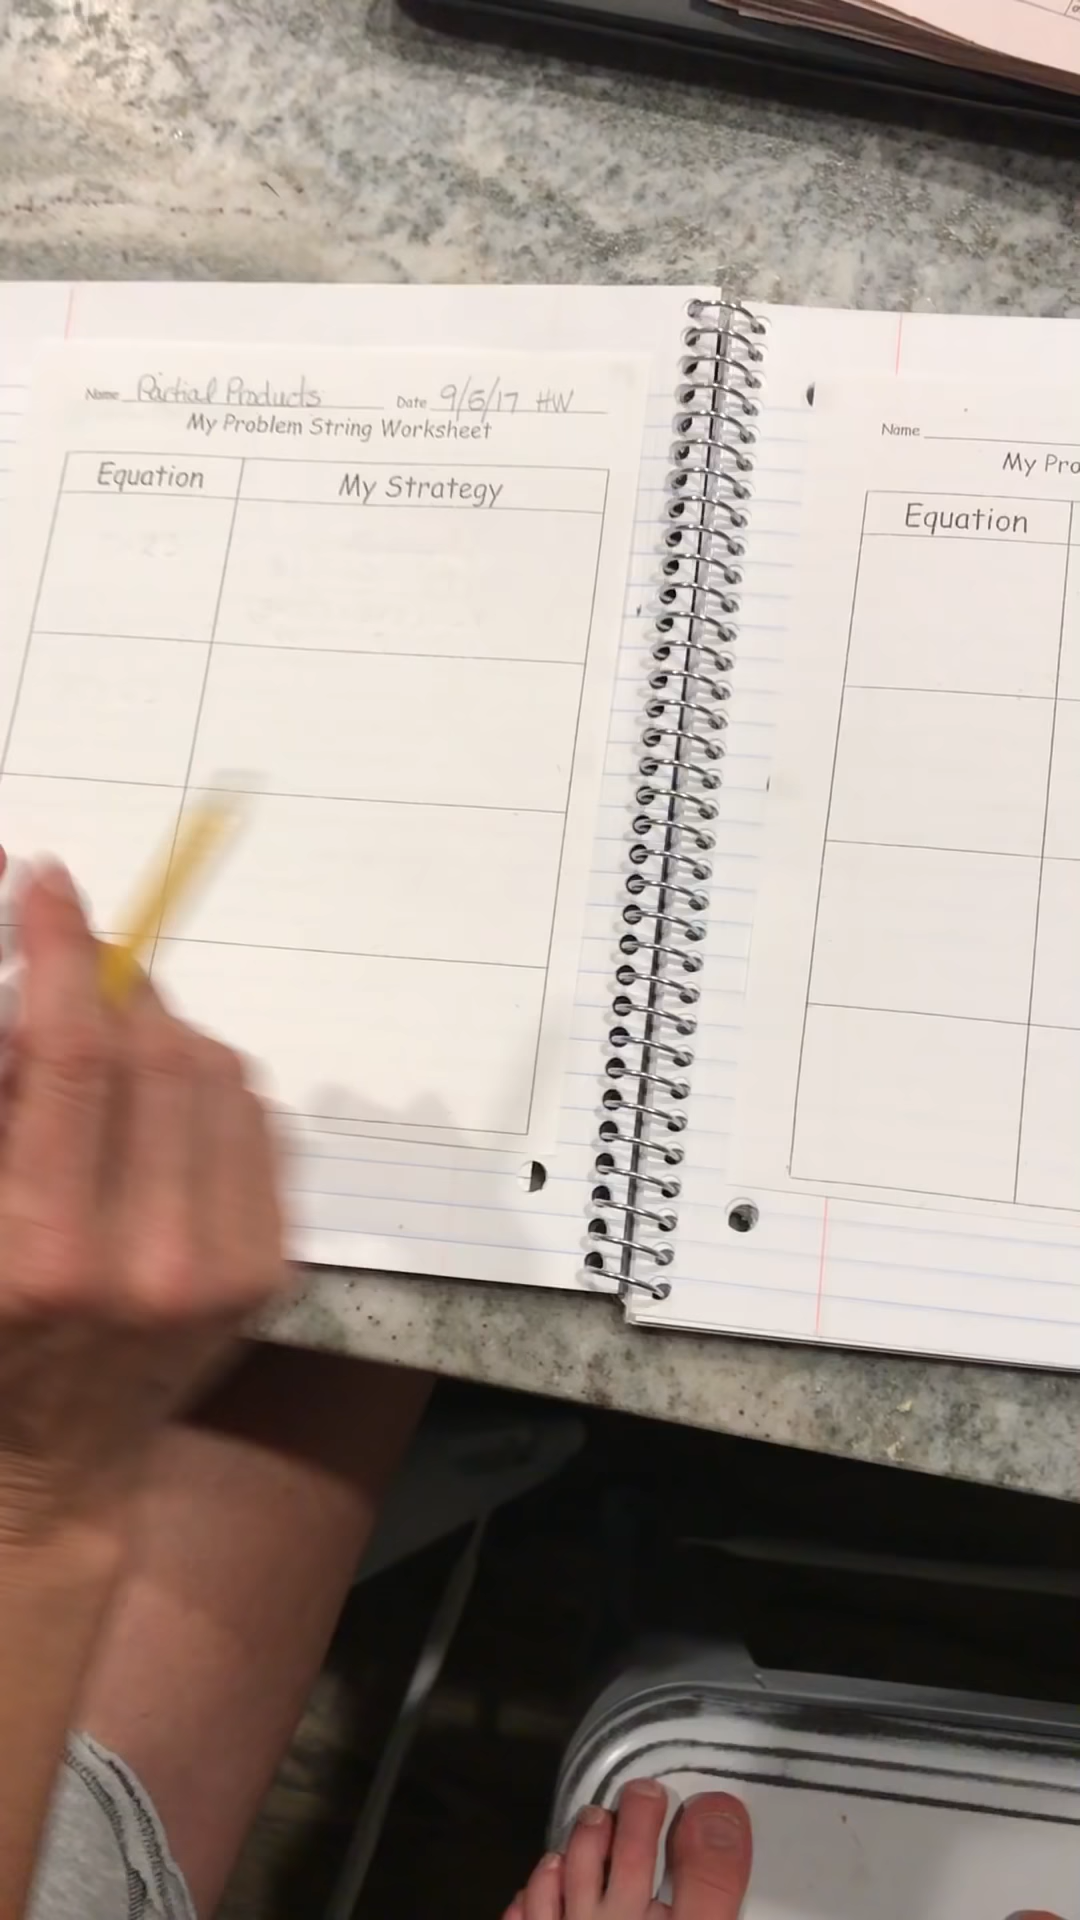 Name Partial Products Date 9/6/17 HW
My Problem String Worksheet
Equation My Strategy
Name
My Pro
Equation